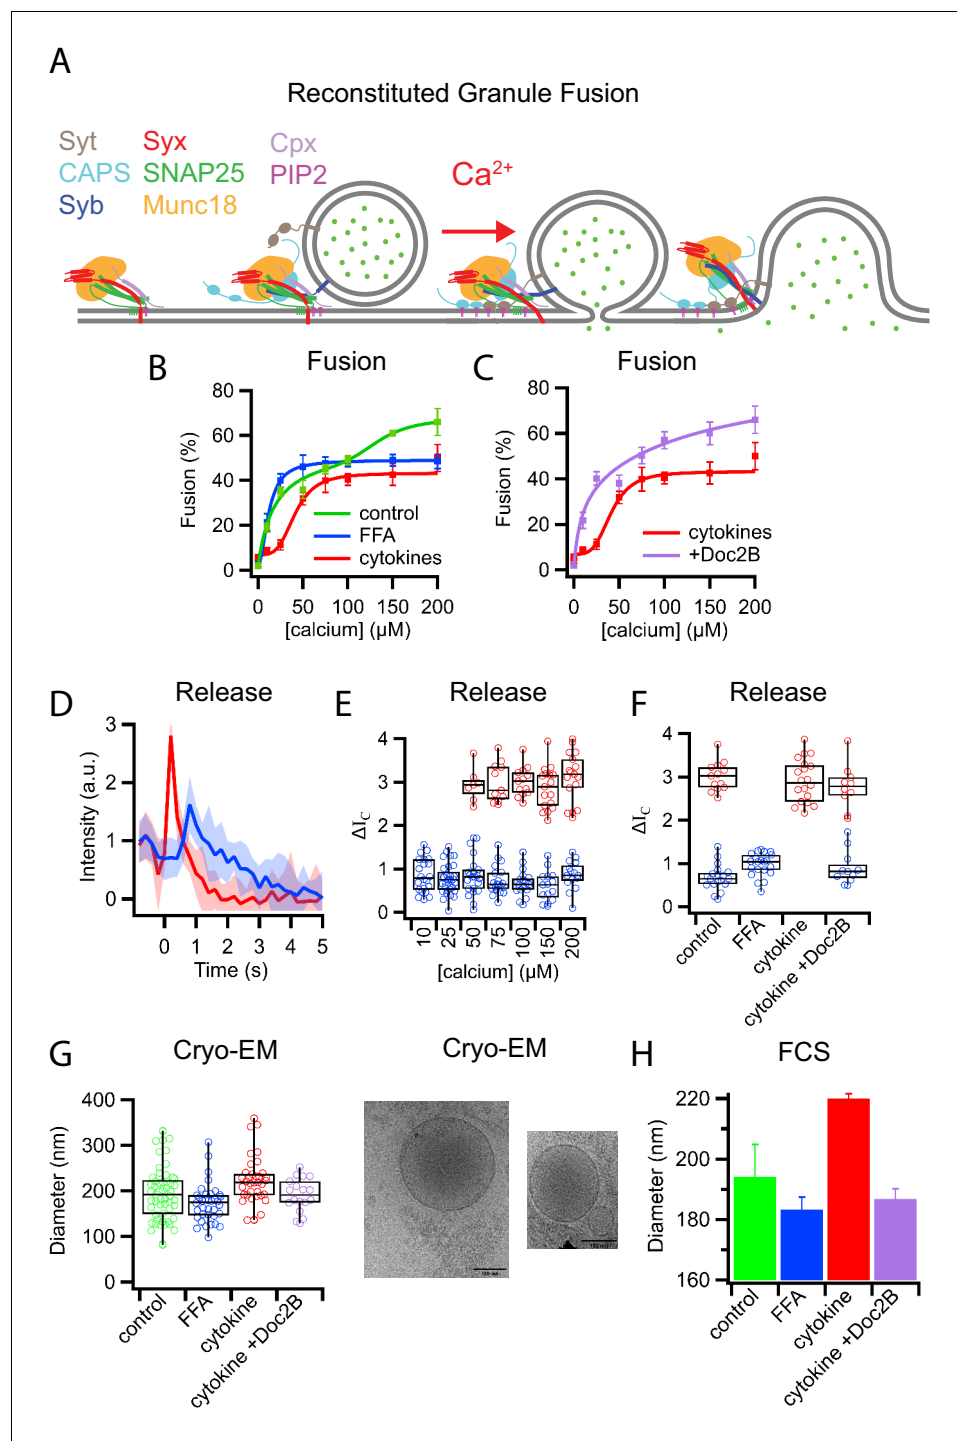 A
Reconstituted Granule Fusion
Syt Syx Cpx
CAPS SNAP25 PIP2
Syb Munc18
Ca2+
B Fusion
80
60
40
20
0
Fusion (%)
control
FFA
cytokines
0 50 100 150 200
[calcium] (µM)
C Fusion
80
60
40
20
0
Fusion (%)
cytokines
+Doc2B
0 50 100 150 200
[calcium] (µM)
D Release
3
2
1
0
Intensity (a.u.)
0 1 2 3 4 5
Time (s)
E Release
4
3
2
1
0
ΔIC
10 25 50 75 100 150 200
[calcium] (µM)
F Release
4
3
2
1
0
ΔIC
control FFA cytokine cytokine +Doc2B
G Cryo-EM
400
300
200
100
0
Diameter (nm)
control FFA cytokine cytokine +Doc2B
Cryo-EM
100 nm
100 nm
H FCS
220
200
180
160
Diameter (nm)
control FFA cytokine cytokine +Doc2B